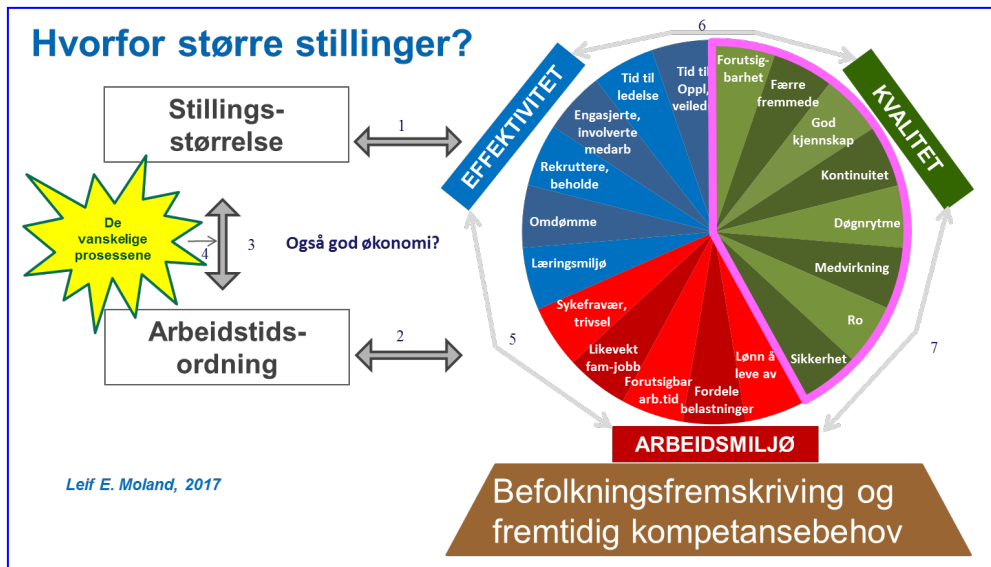 Hvorfor større stillinger?
Stillings-
størrelse
1
De
vanskelige
prosessene
4
3
Også god økonomi?
Arbeidstids-
ordning
2
Leif E. Moland, 2017
6
EFFEKTIVITET
KVALITET
5
7
Tid til
Oppl,
veiled
Tid til
ledelse
Engasjerte,
involverte
medarb
Rekruttere,
beholde
Omdømme
Læringsmiljø
Forutsig-
barhet
Færre
fremmede
God
kjennskap
Kontinuitet
Døgnrytme
Medvirkning
Ro
Sikkerhet
Sykefravær,
trivsel
Likevekt
fam-jobb
Forutsigbar
arb.tid
Fordele
belastninger
Lønn å
leve av
ARBEIDSMILJØ
Befolkningsfremskriving og
fremtidig kompetansebehov